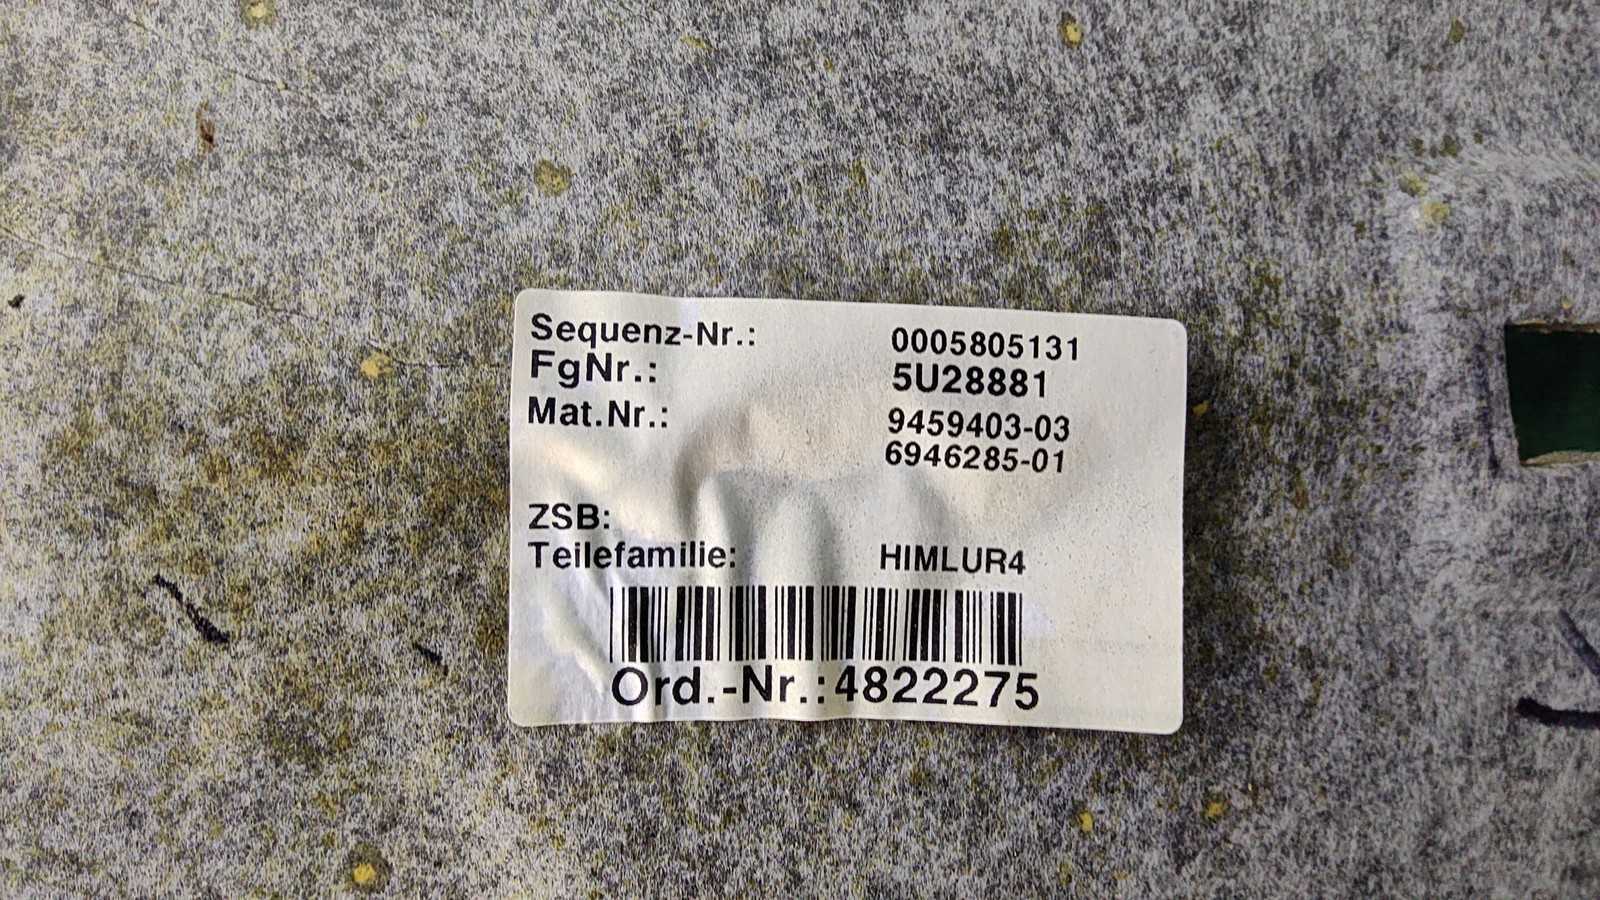 Sequenz-Nr.: 0005805131
FgNr.: 5U28881
Mat.Nr.: 9459403-03
6946285-01
ZSB:
Teilefamilie: HIMLUR4
Ord.-Nr.:4822275